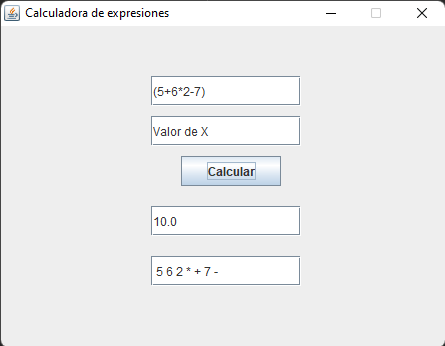 Calculadora de expresiones
(5+6*2-7)
Valor de X
Calcular
10.0
5 6 2 * + 7 -